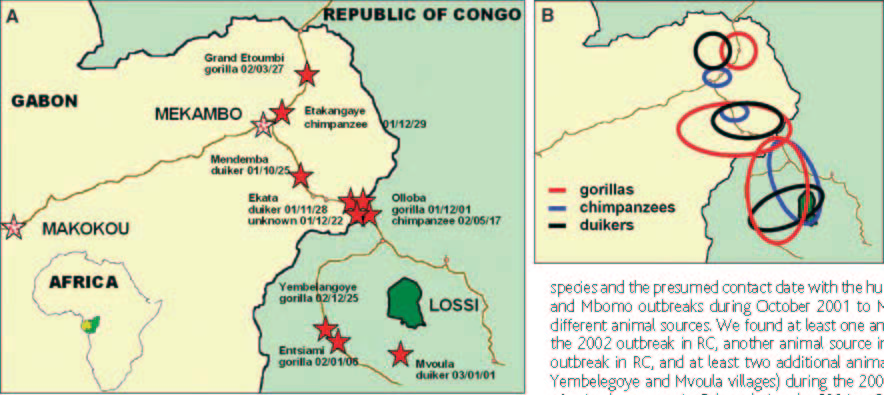 A
REPUBLIC OF CONGO
Grand Etoumbi
gorilla 02/03/27
GABON
MEKAMBO
Etakangaye
chimpanzee 01/12/29
Mendemba
duiker 01/10/25
Ekata
duiker 01/11/28
unknown 01/12/22
Olloba
gorilla 01/12/01
chimpanzee 02/05/17
MAKOKOU
AFRICA
Yembelangoye
gorilla 02/12/25
LOSSI
Entsiami
gorilla 02/01/06
Mvoula
duiker 03/01/01
B
gorillas
chimpanzees
duikers
species and the presumed contact date with the hu
and Mbomo outbreaks during October 2001 to M
different animal sources. We found at least one an
the 2002 outbreak in RC, another animal source in
outbreak in RC, and at least two additional anima
Yembelegoye and Mvoula villages) during the 200